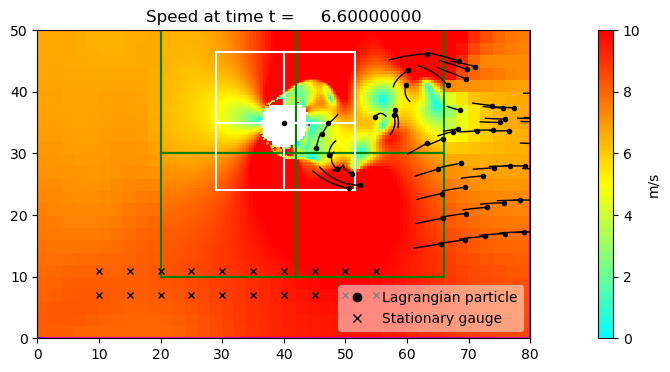 Speed at time t = 6.60000000
50
40
30
20
10
0
0 10 20 30 40 50 60 70 80
Lagrangian particle
Stationary gauge
10
8
6
4
2
0
m/s